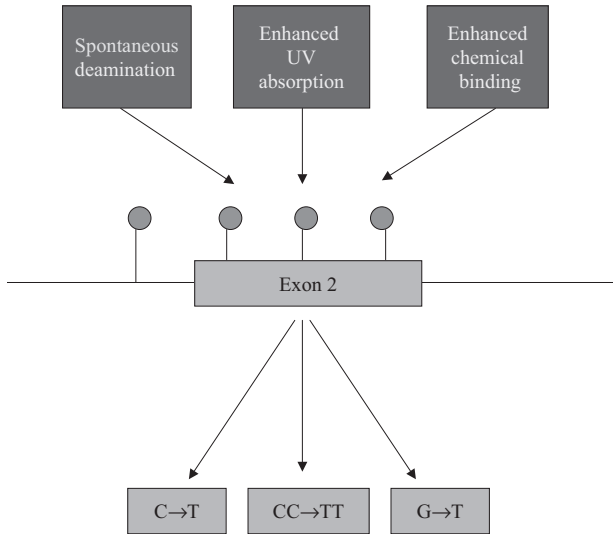 Spontaneous
deamination
Enhanced
UV
absorption
Enhanced
chemical
binding
Exon 2
C→T
CC→TT
G→T